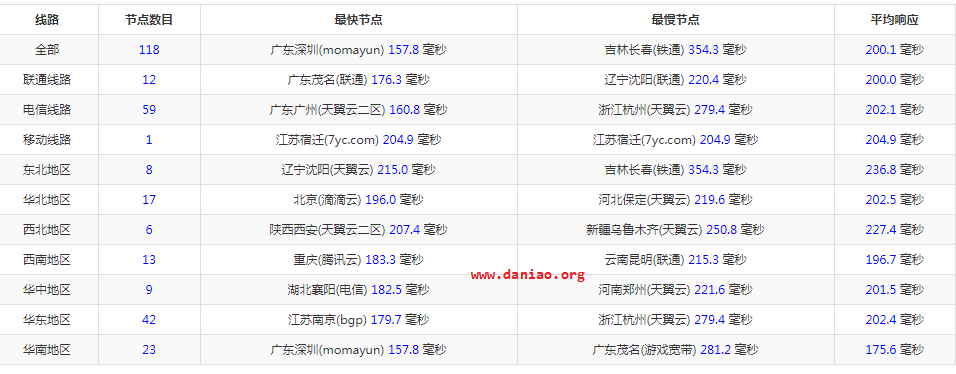 线路 节点数目 最快节点 最慢节点 平均响应
全部 118 广东深圳(momayun) 157.8 毫秒 吉林长春(铁通) 354.3 毫秒 200.1 毫秒
联通线路 12 广东茂名(联通) 176.3 毫秒 辽宁沈阳(联通) 220.4 毫秒 200.0 毫秒
电信线路 59 广东广州(天翼云二区) 160.8 毫秒 浙江杭州(天翼云) 279.4 毫秒 202.1 毫秒
移动线路 1 江苏宿迁(7yc.com) 204.9 毫秒 江苏宿迁(7yc.com) 204.9 毫秒 204.9 毫秒
东北地区 8 辽宁沈阳(天翼云) 215.0 毫秒 吉林长春(铁通) 354.3 毫秒 236.8 毫秒
华北地区 17 北京(滴滴云) 196.0 毫秒 河北保定(天翼云) 219.6 毫秒 202.5 毫秒
西北地区 6 陕西西安(天翼云二区) 207.4 毫秒 新疆乌鲁木齐(天翼云) 250.8 毫秒 227.4 毫秒
西南地区 13 重庆(腾讯云) 183.3 毫秒 云南昆明(联通) 215.3 毫秒 196.7 毫秒
www.daniao.org
华中地区 9 湖北襄阳(电信) 182.5 毫秒 河南郑州(天翼云) 221.6 毫秒 201.5 毫秒
华东地区 42 江苏南京(bgp) 179.7 毫秒 浙江杭州(天翼云) 279.4 毫秒 202.4 毫秒
华南地区 23 广东深圳(momayun) 157.8 毫秒 广东茂名(游戏宽带) 281.2 毫秒 175.6 毫秒